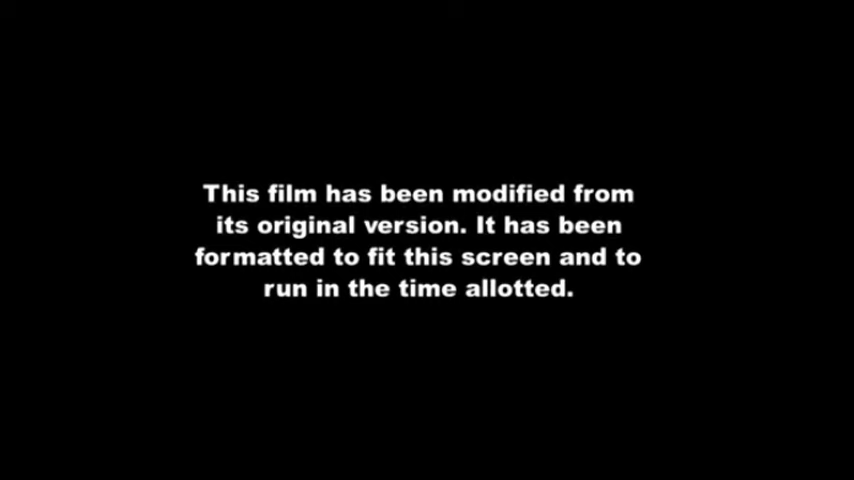 This film has been modified from
its original version. It has been
formatted to fit this screen and to
run in the time allotted.